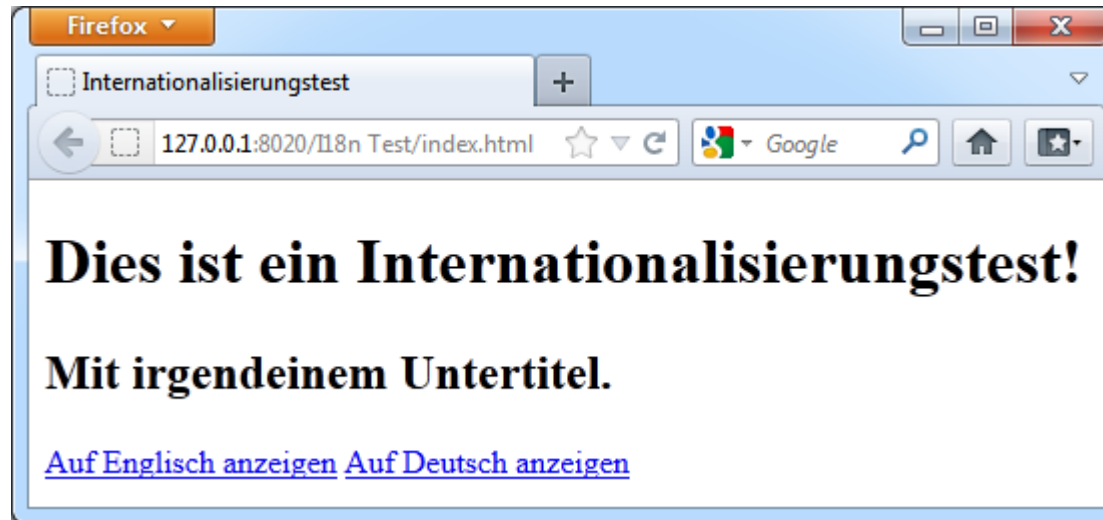 Firefox
Internationalisierungstest
127.0.0.1:8020/I18n Test/index.html Google
Dies ist ein Internationalisierungstest!
Mit irgendeinem Untertitel.
Auf Englisch anzeigen Auf Deutsch anzeigen